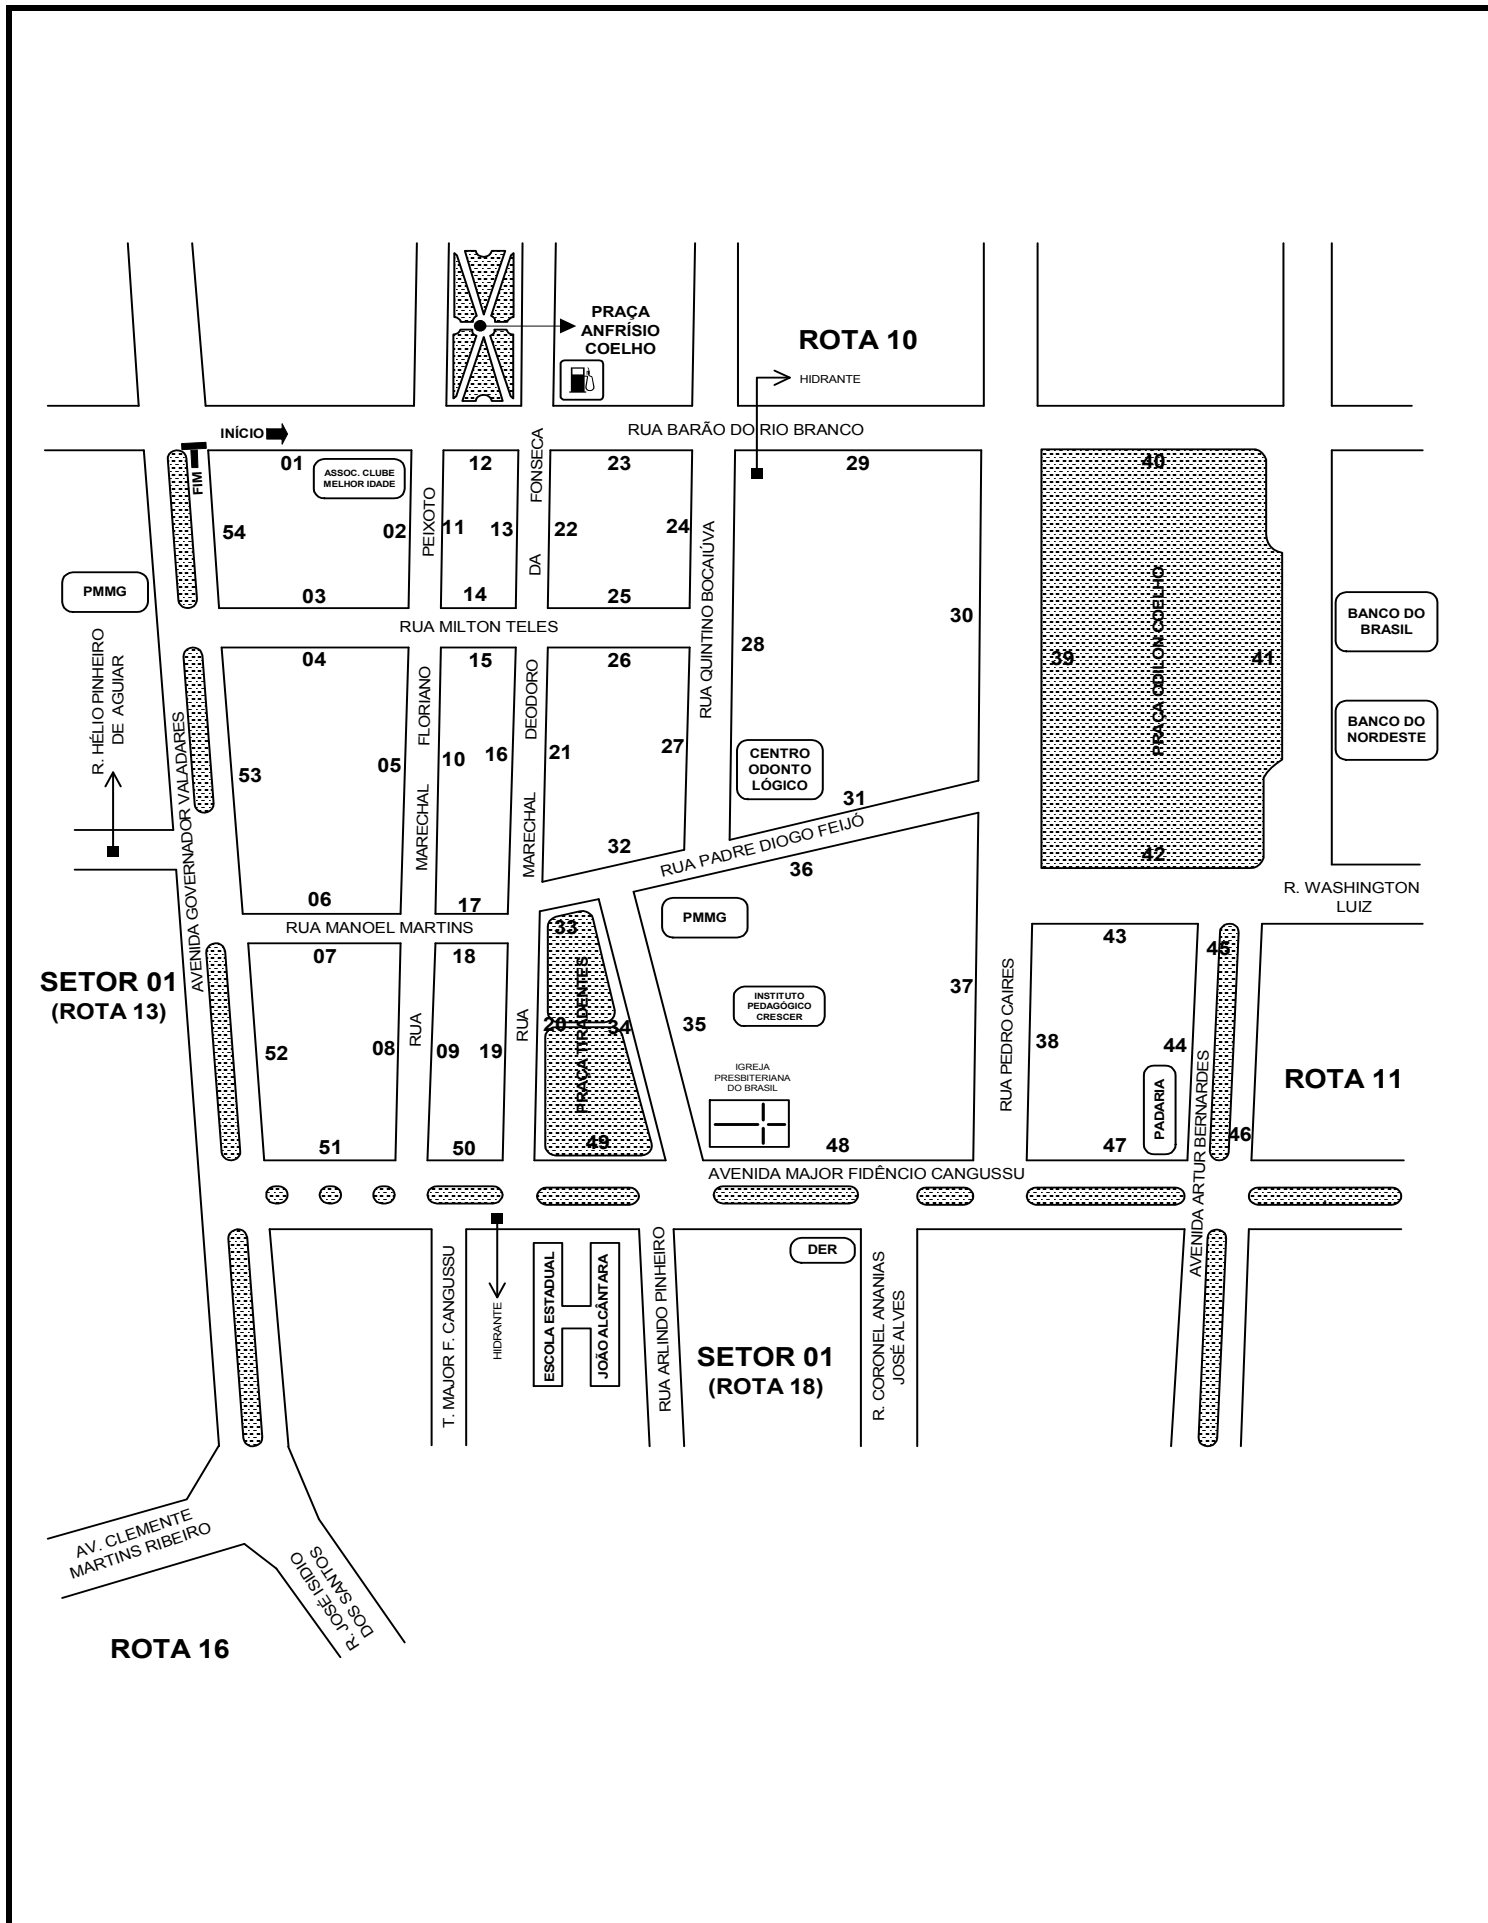 PRAÇA
ANFRÍSIO
COELHO
ROTA 10
HIDRANTE
INÍCIO
RUA BARÃO DO RIO BRANCO
FIM
01
ASSOC. CLUBE
MELHOR IDADE
12
FONSECA
23
29
40
54
02
PEIXOTO
11
13
DA
22
24
RUA QUINTINO BOCAIÚVA
PMMG
03
14
25
30
RUA MILTON TELES
28
PRAÇA ODILON COELHO
39
41
BANCO DO
BRASIL
BANCO DO
NORDESTE
R. HÉLIO PINHEIRO
DE AGUIAR
04
15
26
FLORIANO
DEODORO
53
05
10
16
21
27
CENTRO
ODONTO
LÓGICO
31
MARECHAL
MARECHAL
32
RUA PADRE DIOGO FEIJÓ
36
42
AVENIDA GOVERNADOR VALADARES
06
17
R. WASHINGTON
LUIZ
RUA MANOEL MARTINS
33
PMMG
43
45
07
18
SETOR 01
(ROTA 13)
PRAÇA TIRADENTES
INSTITUTO
PEDAGÓGICO
CRESCER
37
RUA PEDRO CAIRES
52
08
RUA
09
19
RUA
20
34
35
38
44
AVENIDA ARTUR BERNARDES
ROTA 11
IGREJA
PRESBITERIANA
DO BRASIL
PADARIA
51
50
49
48
47
46
AVENIDA MAJOR FIDÊNCIO CANGUSSU
T. MAJOR F. CANGUSSU
HIDRANTE
ESCOLA ESTADUAL
JOÃO ALCÂNTARA
RUA ARLINDO PINHEIRO
DER
R. CORONEL ANANIAS
JOSÉ ALVES
AVENIDA ARTUR BERNARDES
SETOR 01
(ROTA 18)
AV. CLEMENTE
MARTINS RIBEIRO
R. JOSÉ ISIDIO
DOS SANTOS
ROTA 16